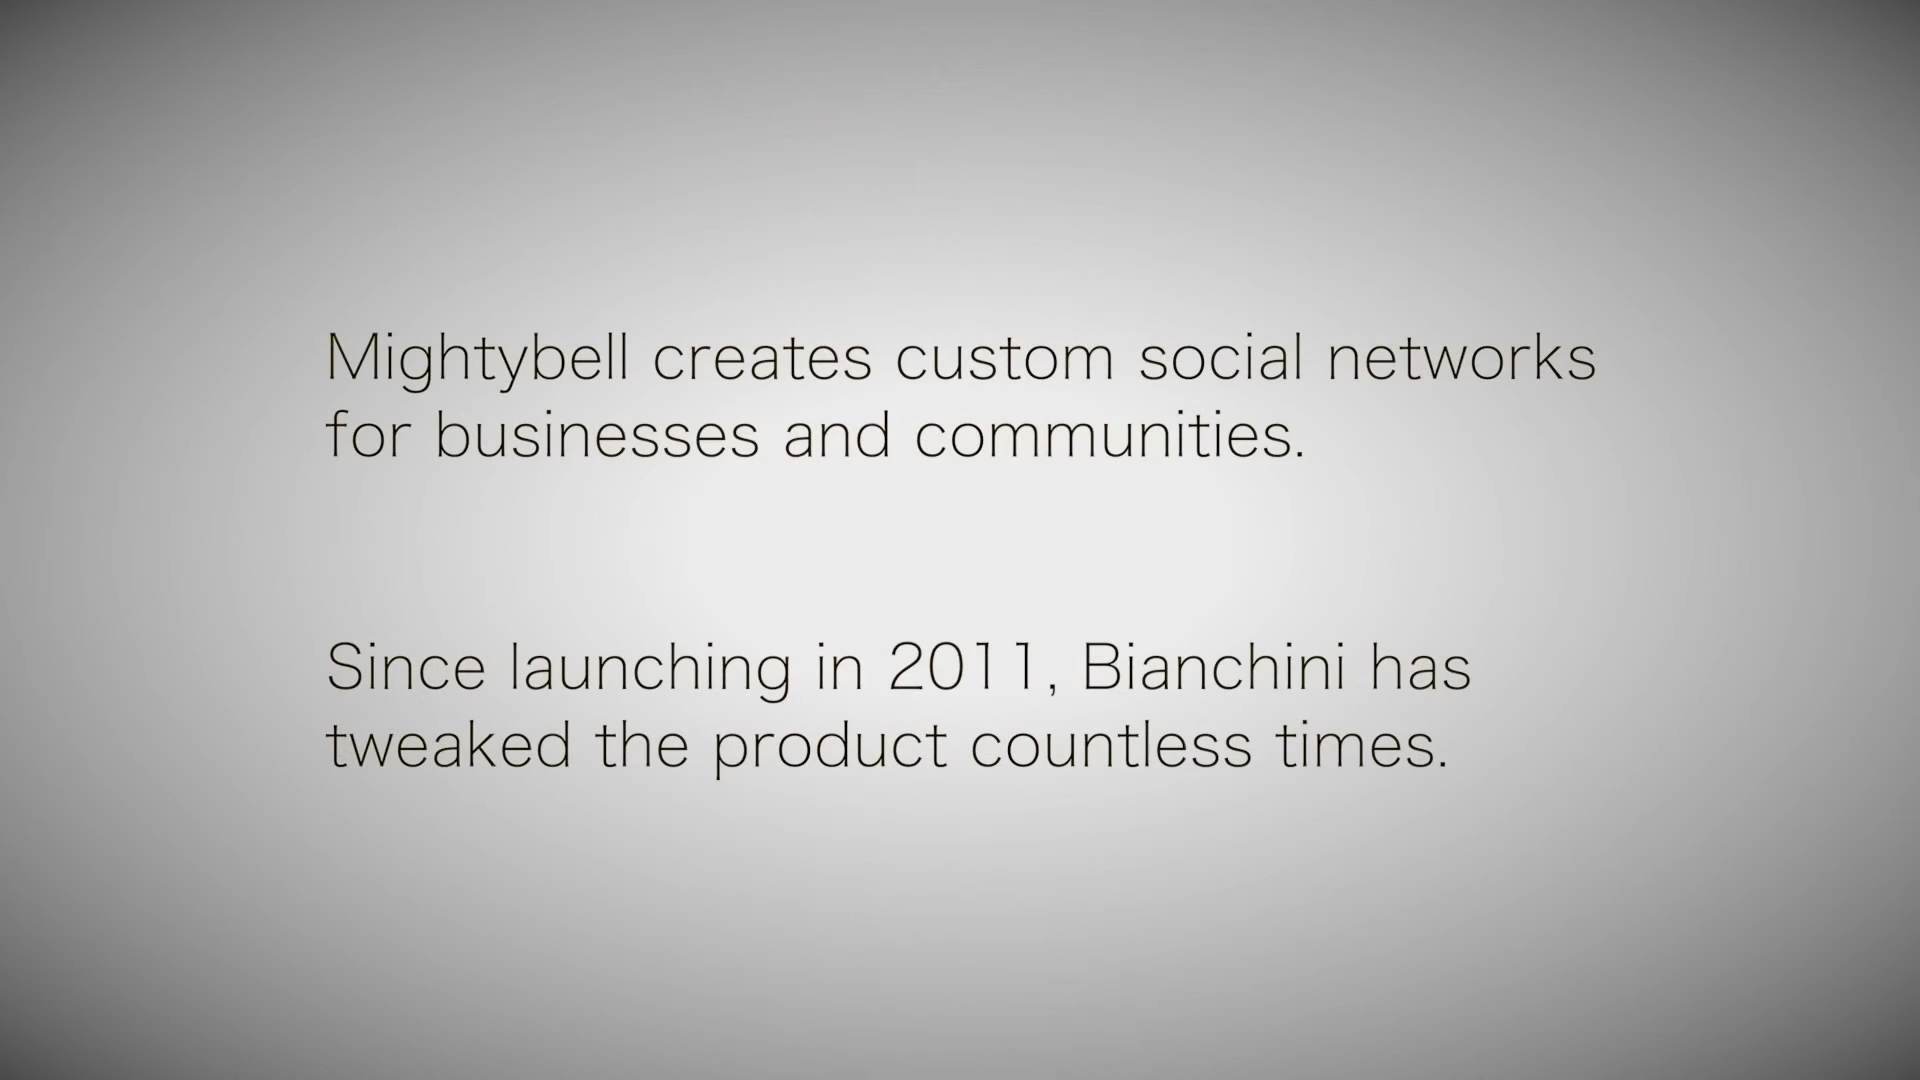 Mightybell creates custom social networks
for businesses and communities.
Since launching in 2011, Bianchini has
tweaked the product countless times.